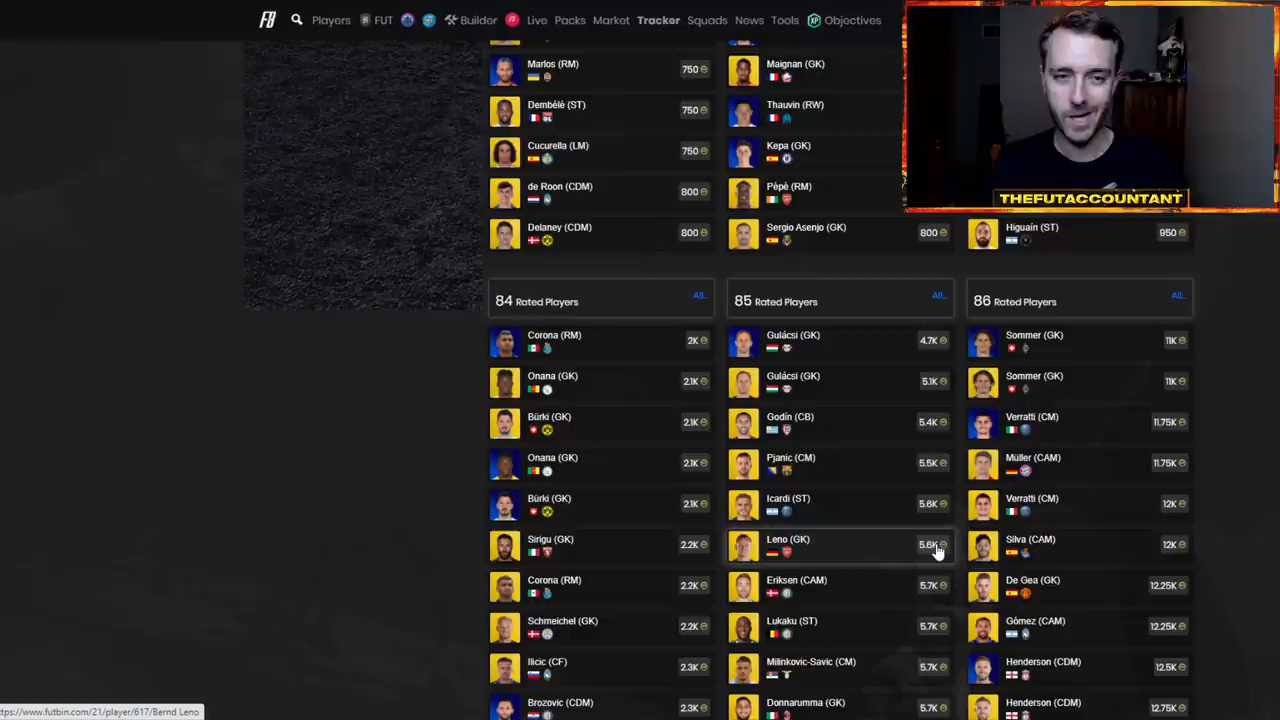 FB Players FUT Builder Live Packs Market Tracker Squads News Tools XP Objectives
THEFUTACCOUNTANT
Marlos (RM) 750
Dembélé (ST) 750
Cucurella (LM) 750
de Roon (CDM) 800
Delaney (CDM) 800
Maignan (GK)
Thauvin (RW)
Kepa (GK)
Pépé (RM)
Sergio Asenjo (GK) 800
Higuaín (ST) 950
84 Rated Players All..
Corona (RM) 2K
Onana (GK) 2.1K
Bürki (GK) 2.1K
Onana (GK) 2.1K
Bürki (GK) 2.1K
Sirigu (GK) 2.2K
Corona (RM) 2.2K
Schmeichel (GK) 2.2K
Ilicic (CF) 2.3K
Brozovic (CDM) 2.3K
85 Rated Players All..
Gulácsi (GK) 4.7K
Gulácsi (GK) 5.1K
Godín (CB) 5.4K
Pjanic (CM) 5.5K
Icardi (ST) 5.6K
Leno (GK) 5.6K
Eriksen (CAM) 5.7K
Lukaku (ST) 5.7K
Milinkovic-Savic (CM) 5.7K
Donnarumma (GK) 5.7K
86 Rated Players All..
Sommer (GK) 11K
Sommer (GK) 11K
Verratti (CM) 11.75K
Müller (CAM) 11.75K
Verratti (CM) 12K
Silva (CAM) 12K
De Gea (GK) 12.25K
Gómez (CAM) 12.25K
Henderson (CDM) 12.5K
Henderson (CDM) 12.75K
ttps://www.futbin.com/21/player/617/Bernd Leno